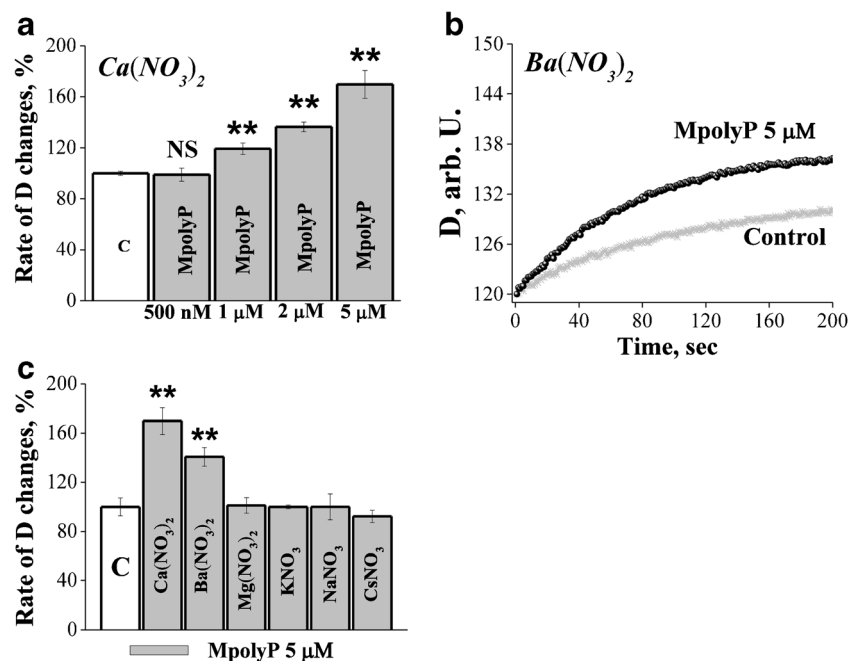 a
Ca(NO3)2
Rate of D changes, %
200
160
120
80
40
0
C
NS
**
**
**
MpolyP
MpolyP
MpolyP
MpolyP
500 nM 1 μM 2 μM 5 μM
b
Ba(NO3)2
D, arb. U.
150
144
138
132
126
120
MpolyP 5 μM
Control
0 40 80 120 160 200
Time, sec
c
Rate of D changes, %
200
160
120
80
40
0
**
**
C
Ca(NO3)2
Ba(NO3)2
Mg(NO3)2
KNO3
NaNO3
CsNO3
MpolyP 5 μM